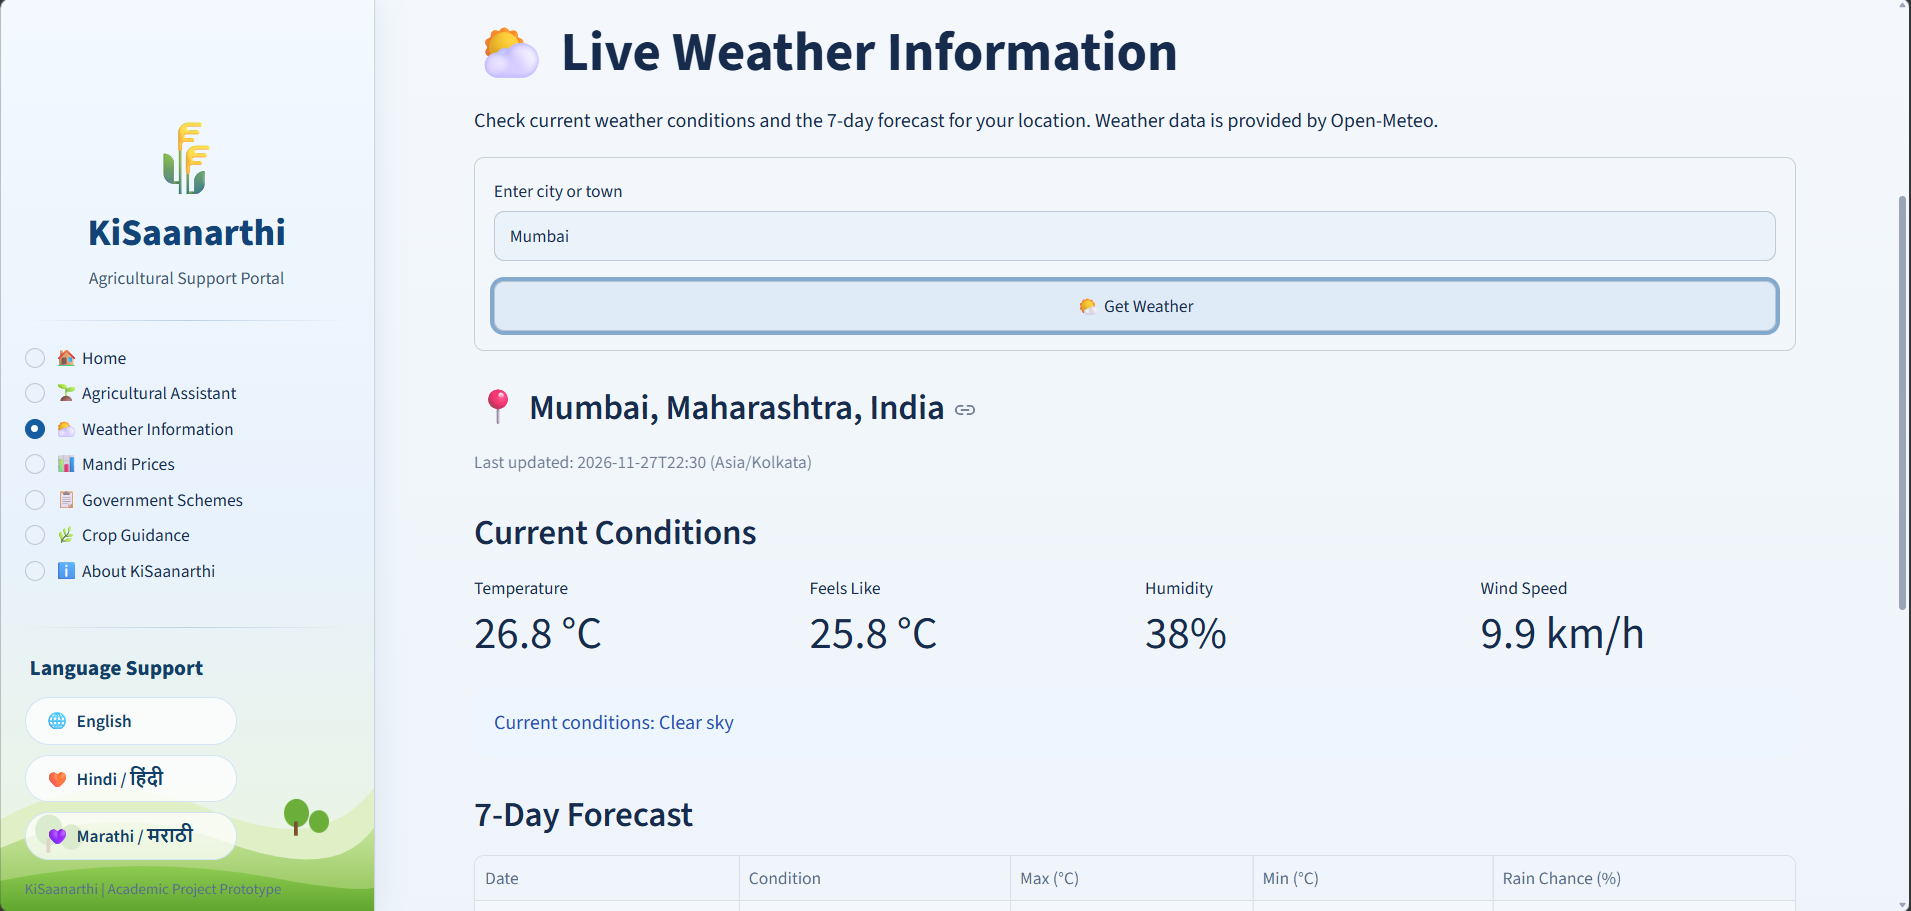 KiSaanarthi
Agricultural Support Portal
Home
Agricultural Assistant
Weather Information
Mandi Prices
Government Schemes
Crop Guidance
About KiSaanarthi
Language Support
English
Hindi / हिंदी
Marathi / मराठी
KiSaanarthi | Academic Project Prototype
Live Weather Information
Check current weather conditions and the 7-day forecast for your location. Weather data is provided by Open-Meteo.
Enter city or town
Mumbai
Get Weather
Mumbai, Maharashtra, India
Last updated: 2026-11-27T22:30 (Asia/Kolkata)
Current Conditions
Temperature Feels Like Humidity Wind Speed
26.8 °C 25.8 °C 38% 9.9 km/h
Current conditions: Clear sky
7-Day Forecast
Date Condition Max (°C) Min (°C) Rain Chance (%)